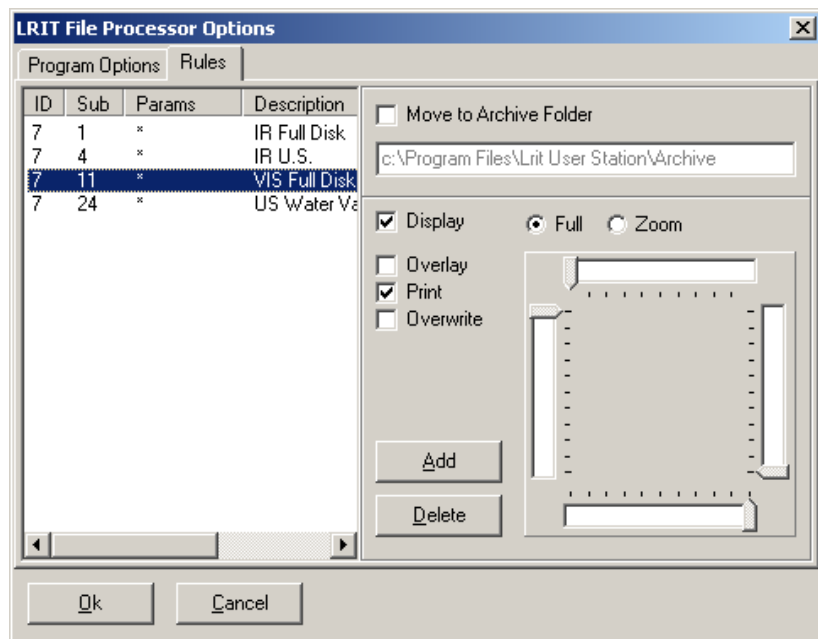 LRIT File Processor Options
Program Options Rules
ID Sub Params Description
7 1 * IR Full Disk
7 4 * IR U.S.
7 11 * VIS Full Disk
7 24 * US Water Va
Move to Archive Folder
c:\Program Files\Lrit User Station\Archive
Display Full Zoom
Overlay
Print
Overwrite
Add
Delete
Ok Cancel